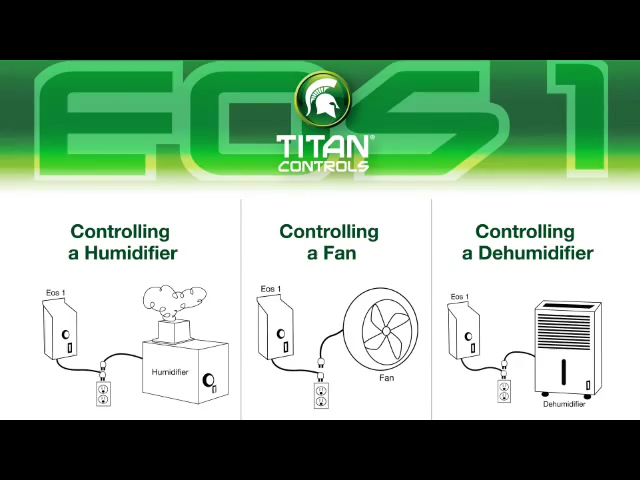 EOS 1
TITAN®
CONTROLS
Controlling
a Humidifier
Eos 1
Humidifier
Controlling
a Fan
Eos 1
Fan
Controlling
a Dehumidifier
Eos 1
Dehumidifier